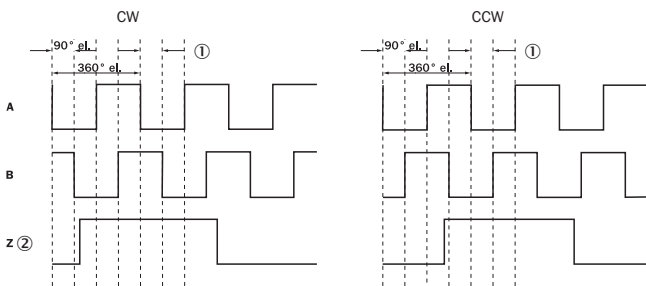 CW CCW
90° el. ① 90° el. ①
360° el. 360° el.
A
B
Z ②